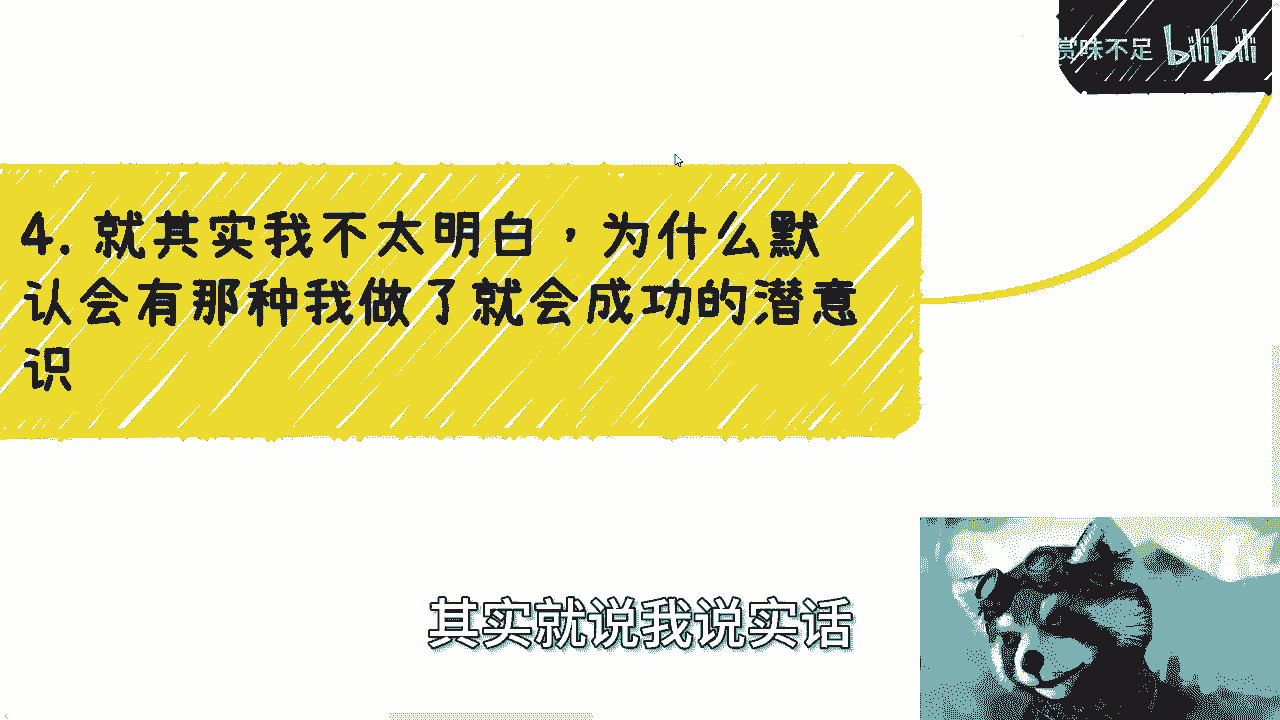 赏味不足 bilibili
4. 就其实我不太明白，为什么默
认会有那种我做了就会成功的潜意
识
其实就说我说实话